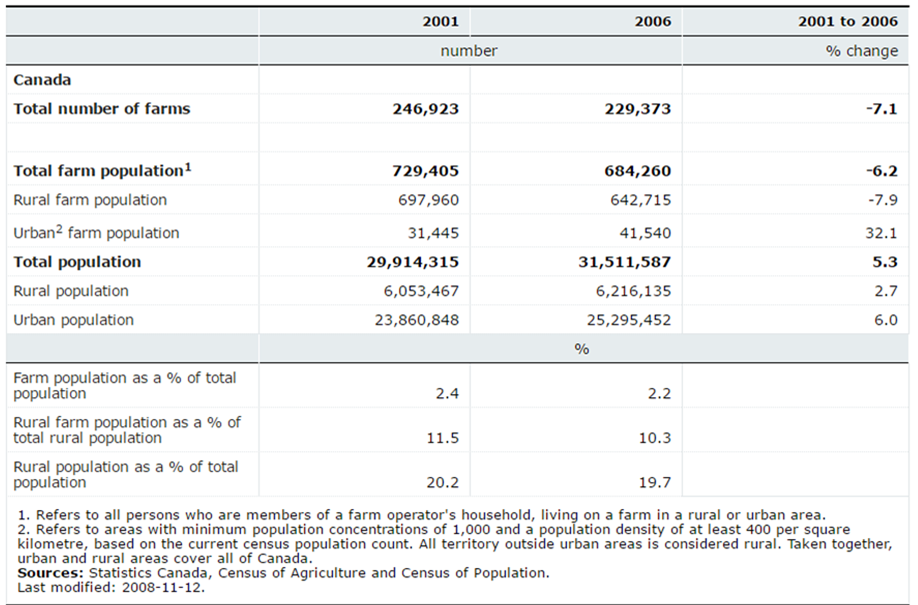 2001 2006 2001 to 2006
number % change
Canada
Total number of farms 246,923 229,373 -7.1
Total farm population1 729,405 684,260 -6.2
Rural farm population 697,960 642,715 -7.9
Urban2 farm population 31,445 41,540 32.1
Total population 29,914,315 31,511,587 5.3
Rural population 6,053,467 6,216,135 2.7
Urban population 23,860,848 25,295,452 6.0
%
Farm population as a % of total
population 2.4 2.2
Rural farm population as a % of
total rural population 11.5 10.3
Rural population as a % of total
population 20.2 19.7
1. Refers to all persons who are members of a farm operator's household, living on a farm in a rural or urban area.
2. Refers to areas with minimum population concentrations of 1,000 and a population density of at least 400 per square
kilometre, based on the current census population count. All territory outside urban areas is considered rural. Taken together,
urban and rural areas cover all of Canada.
Sources: Statistics Canada, Census of Agriculture and Census of Population.
Last modified: 2008-11-12.